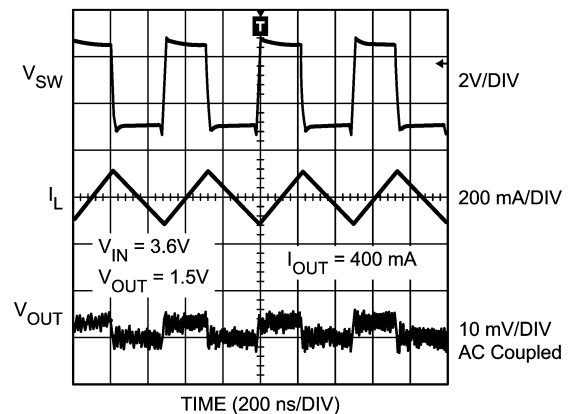 T
V_SW
2V/DIV
I_L
200 mA/DIV
V_IN = 3.6V
V_OUT = 1.5V
I_OUT = 400 mA
V_OUT
10 mV/DIV
AC Coupled
TIME (200 ns/DIV)